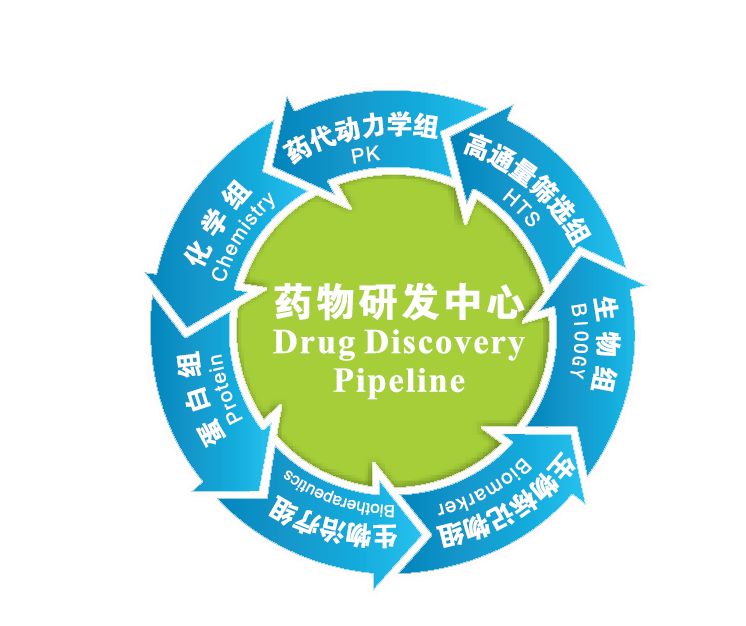 药物研发中心
Drug Discovery
Pipeline
药代动力学组
PK
高通量筛选组
HTS
生物组
BIOOGY
生物标记物组
Biomarker
生物治疗组
Biotherapeutics
蛋白组
Protein
化学组
Chemistry